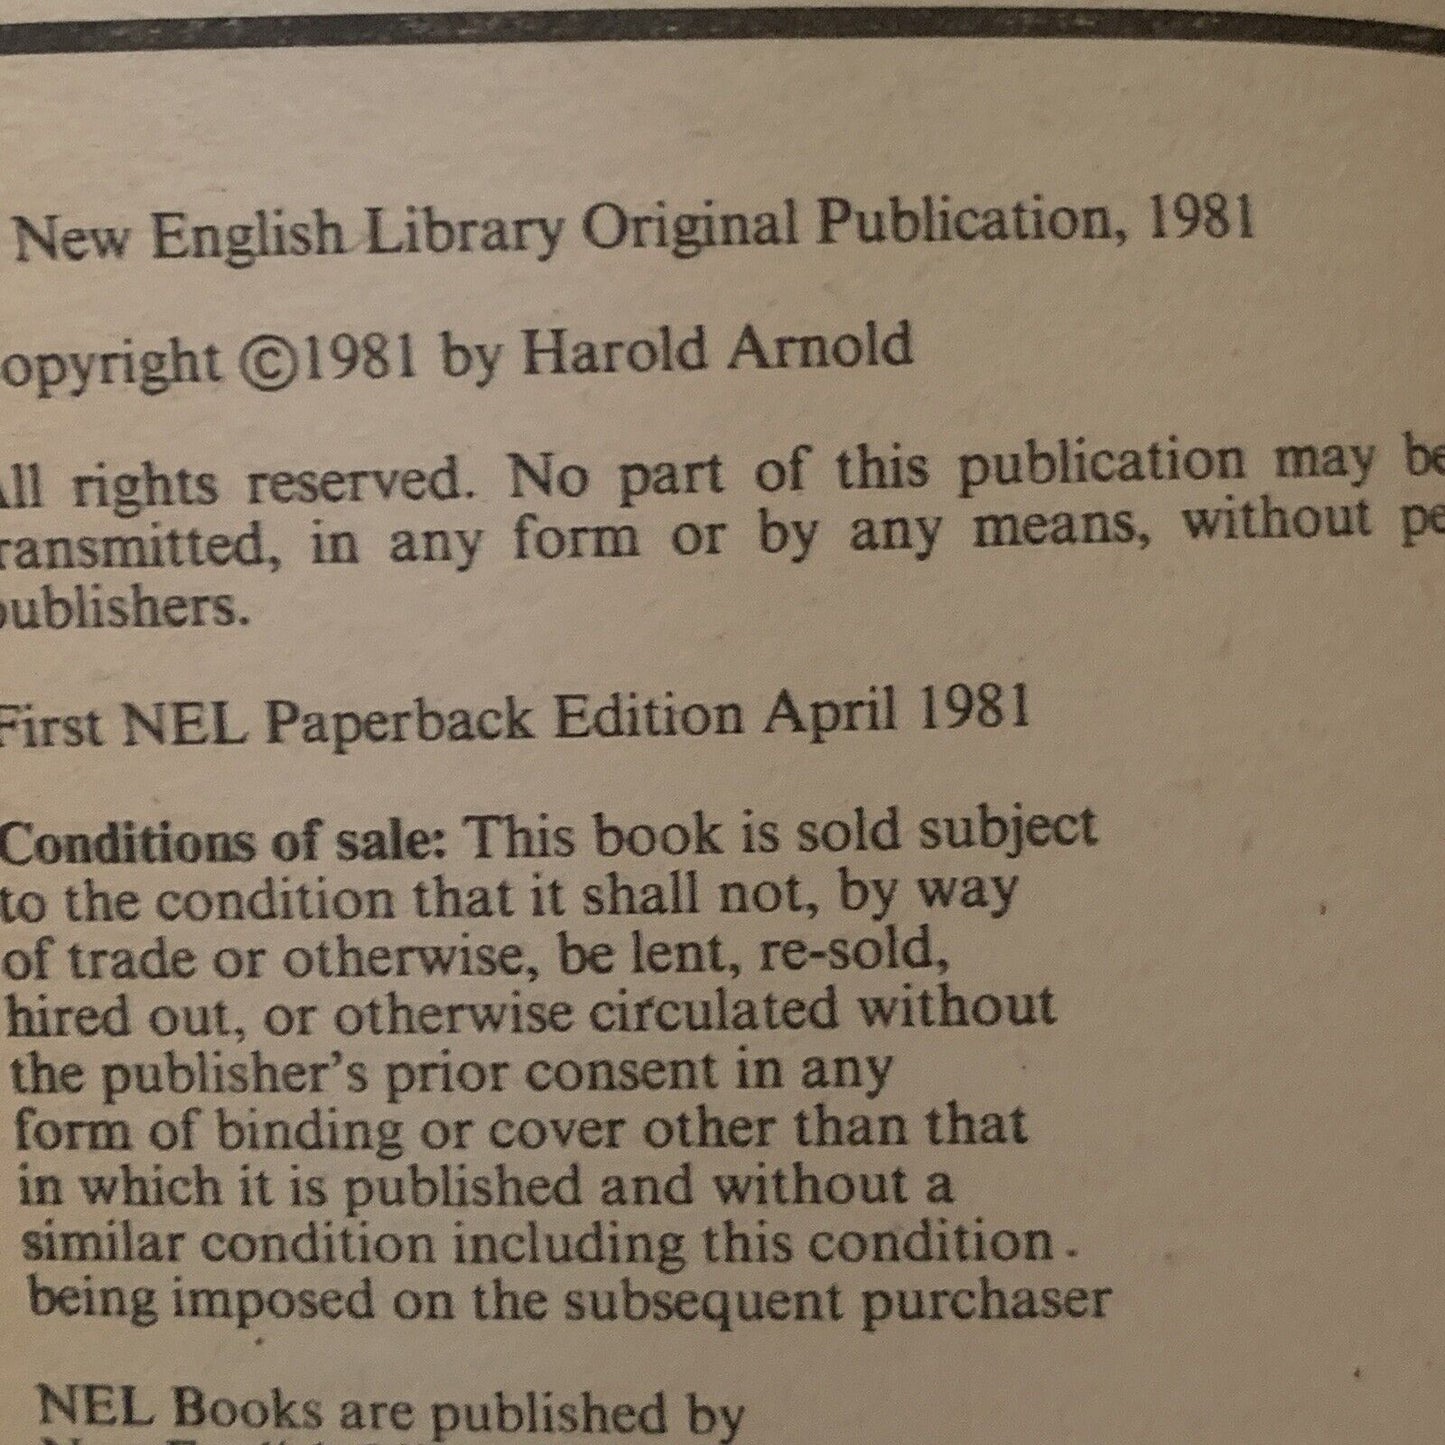 New English Library Original Publication, 1981
opyright ©1981 by Harold Arnold
All rights reserved. No part of this publication may be
ransmitted, in any form or by any means, without pe
publishers.
First NEL Paperback Edition April 1981
Conditions of sale: This book is sold subject
to the condition that it shall not, by way
of trade or otherwise, be lent, re-sold,
hired out, or otherwise circulated without
the publisher's prior consent in any
form of binding or cover other than that
in which it is published and without a
similar condition including this condition.
being imposed on the subsequent purchaser
NEL Books are published by